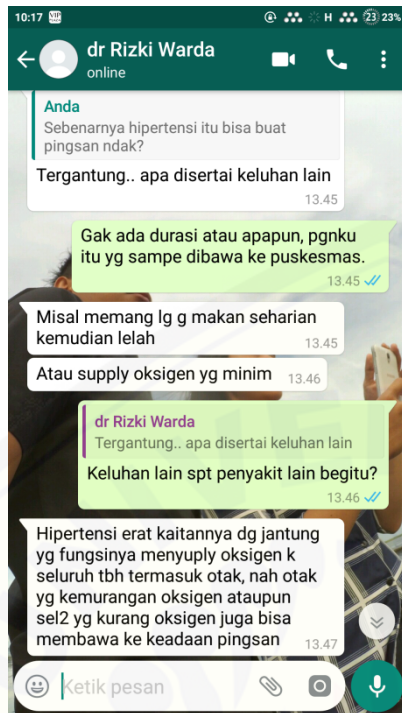 10:17 VIP
H 23 23%
dr Rizki Warda
online
Anda
Sebenarnya hipertensi itu bisa buat
pingsan ndak?
Tergantung.. apa disertai keluhan lain
13.45
Gak ada durasi atau apapun, pgnku
itu yg sampe dibawa ke puskesmas.
13.45
Misal memang lg g makan seharian
kemudian lelah
13.45
Atau supply oksigen yg minim
13.46
dr Rizki Warda
Tergantung.. apa disertai keluhan lain
Keluhan lain spt penyakit lain begitu?
13.46
Hipertensi erat kaitannya dg jantung
yg fungsinya menyuply oksigen k
seluruh tbh termasuk otak, nah otak
yg kemurangan oksigen ataupun
sel2 yg kurang oksigen juga bisa
membawa ke keadaan pingsan
13.47
Ketik pesan